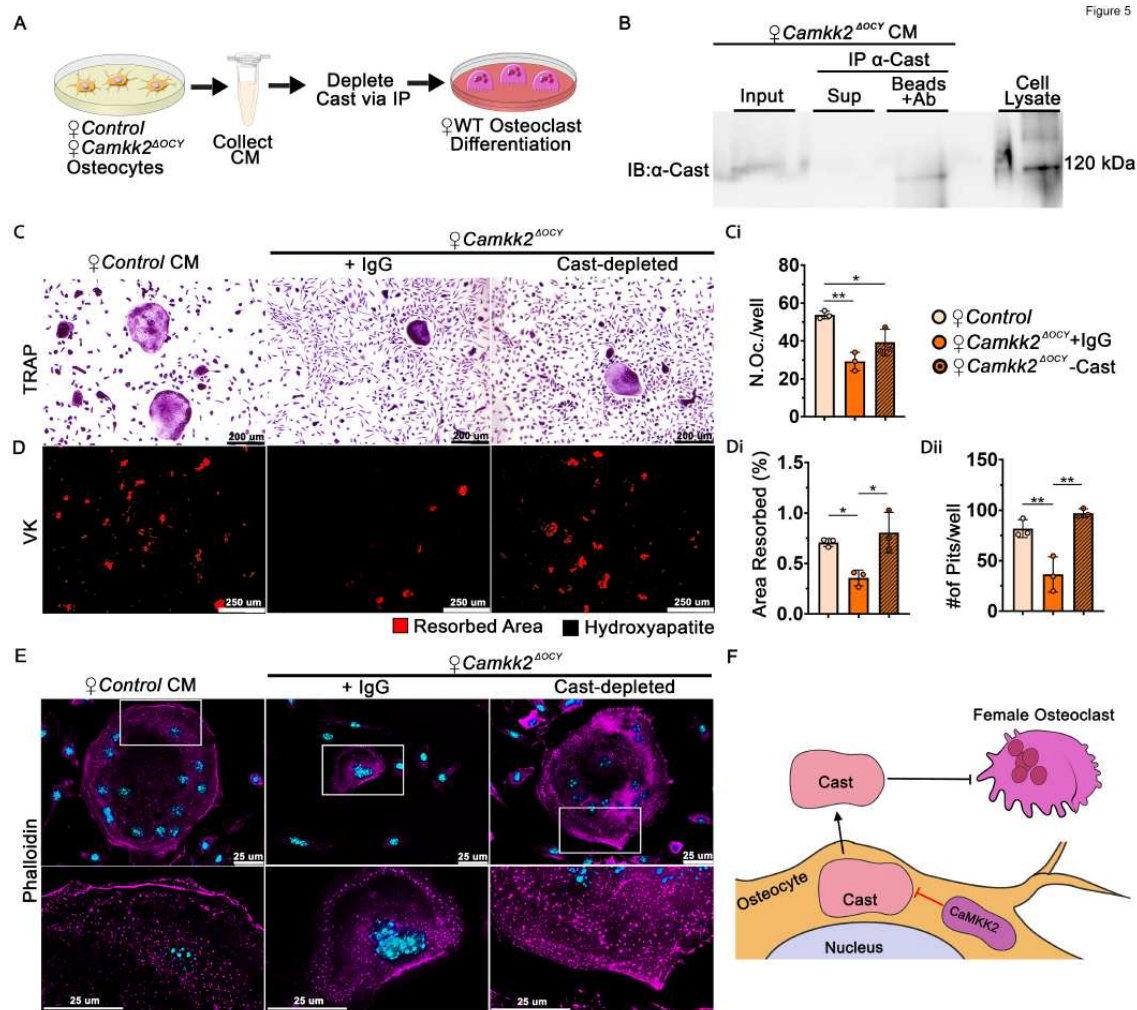 Figure 5
A
♀Control
♀Camkk2ΔOCY
Osteocytes
Collect
CM
Deplete
Cast via IP
♀WT Osteoclast
Differentiation
B
♀Camkk2ΔOCY CM
IP α-Cast
Input
Sup
Beads
+Ab
Cell
Lysate
IB:α-Cast
120 kDa
C
♀Control CM
♀Camkk2ΔOCY
+ IgG
Cast-depleted
TRAP
200 um
200 um
200 um
Ci
N.Oc./well
80
60
40
20
0
**
*
♀Control
♀Camkk2ΔOCY+IgG
♀Camkk2ΔOCY-Cast
D
VK
250 um
250 um
250 um
Resorbed Area
Hydroxyapatite
Di
Area Resorbed (%)
1.5
1.0
0.5
0.0
*
*
Dii
#of Pits/well
150
100
50
0
**
**
E
♀Control CM
♀Camkk2ΔOCY
+ IgG
Cast-depleted
Phalloidin
25 um
25 um
25 um
25 um
25 um
25 um
F
Female Osteoclast
Cast
Osteocyte
Cast
CaMKK2
Nucleus